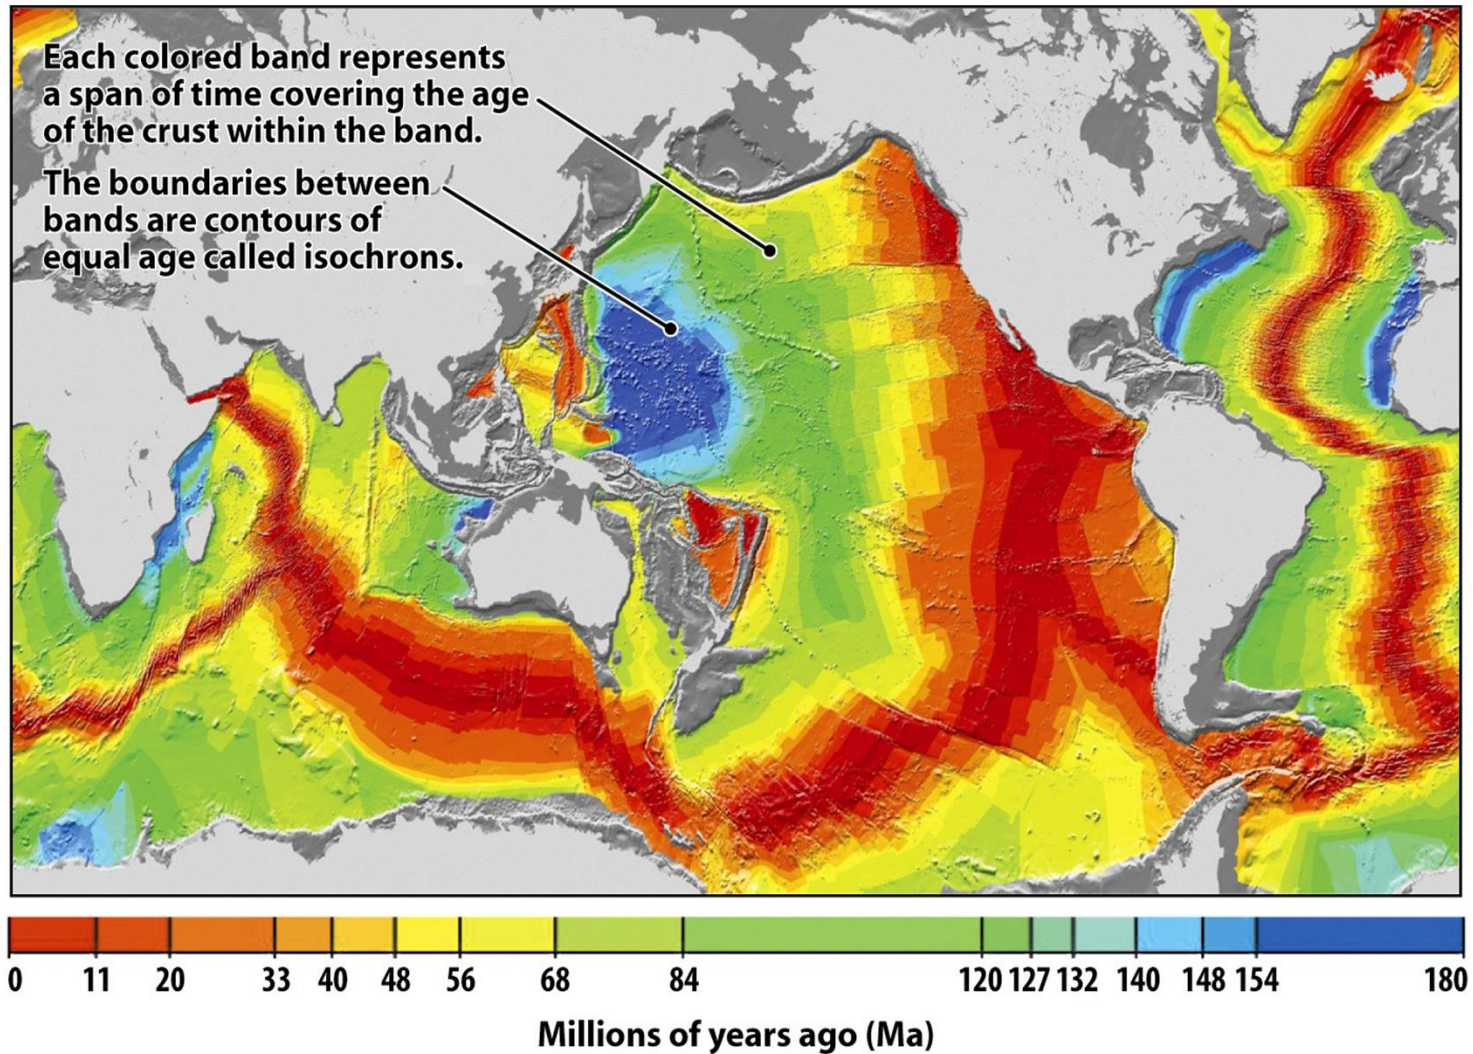 Each colored band represents
a span of time covering the age
of the crust within the band.
The boundaries between
bands are contours of
equal age called isochrons.
0 11 20 33 40 48 56 68 84 120 127 132 140 148 154 180
Millions of years ago (Ma)